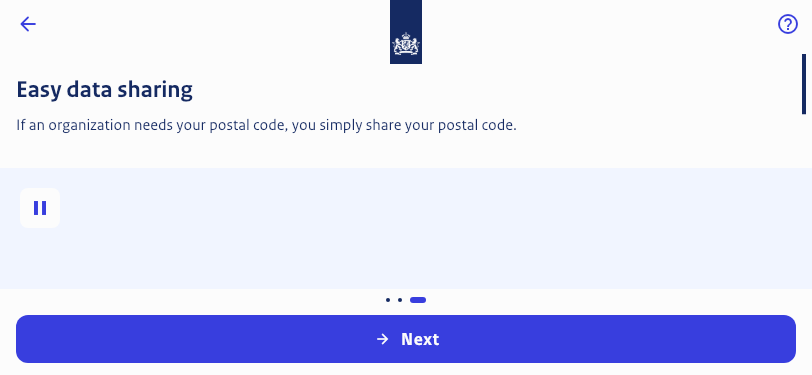 Easy data sharing
If an organization needs your postal code, you simply share your postal code.
Next